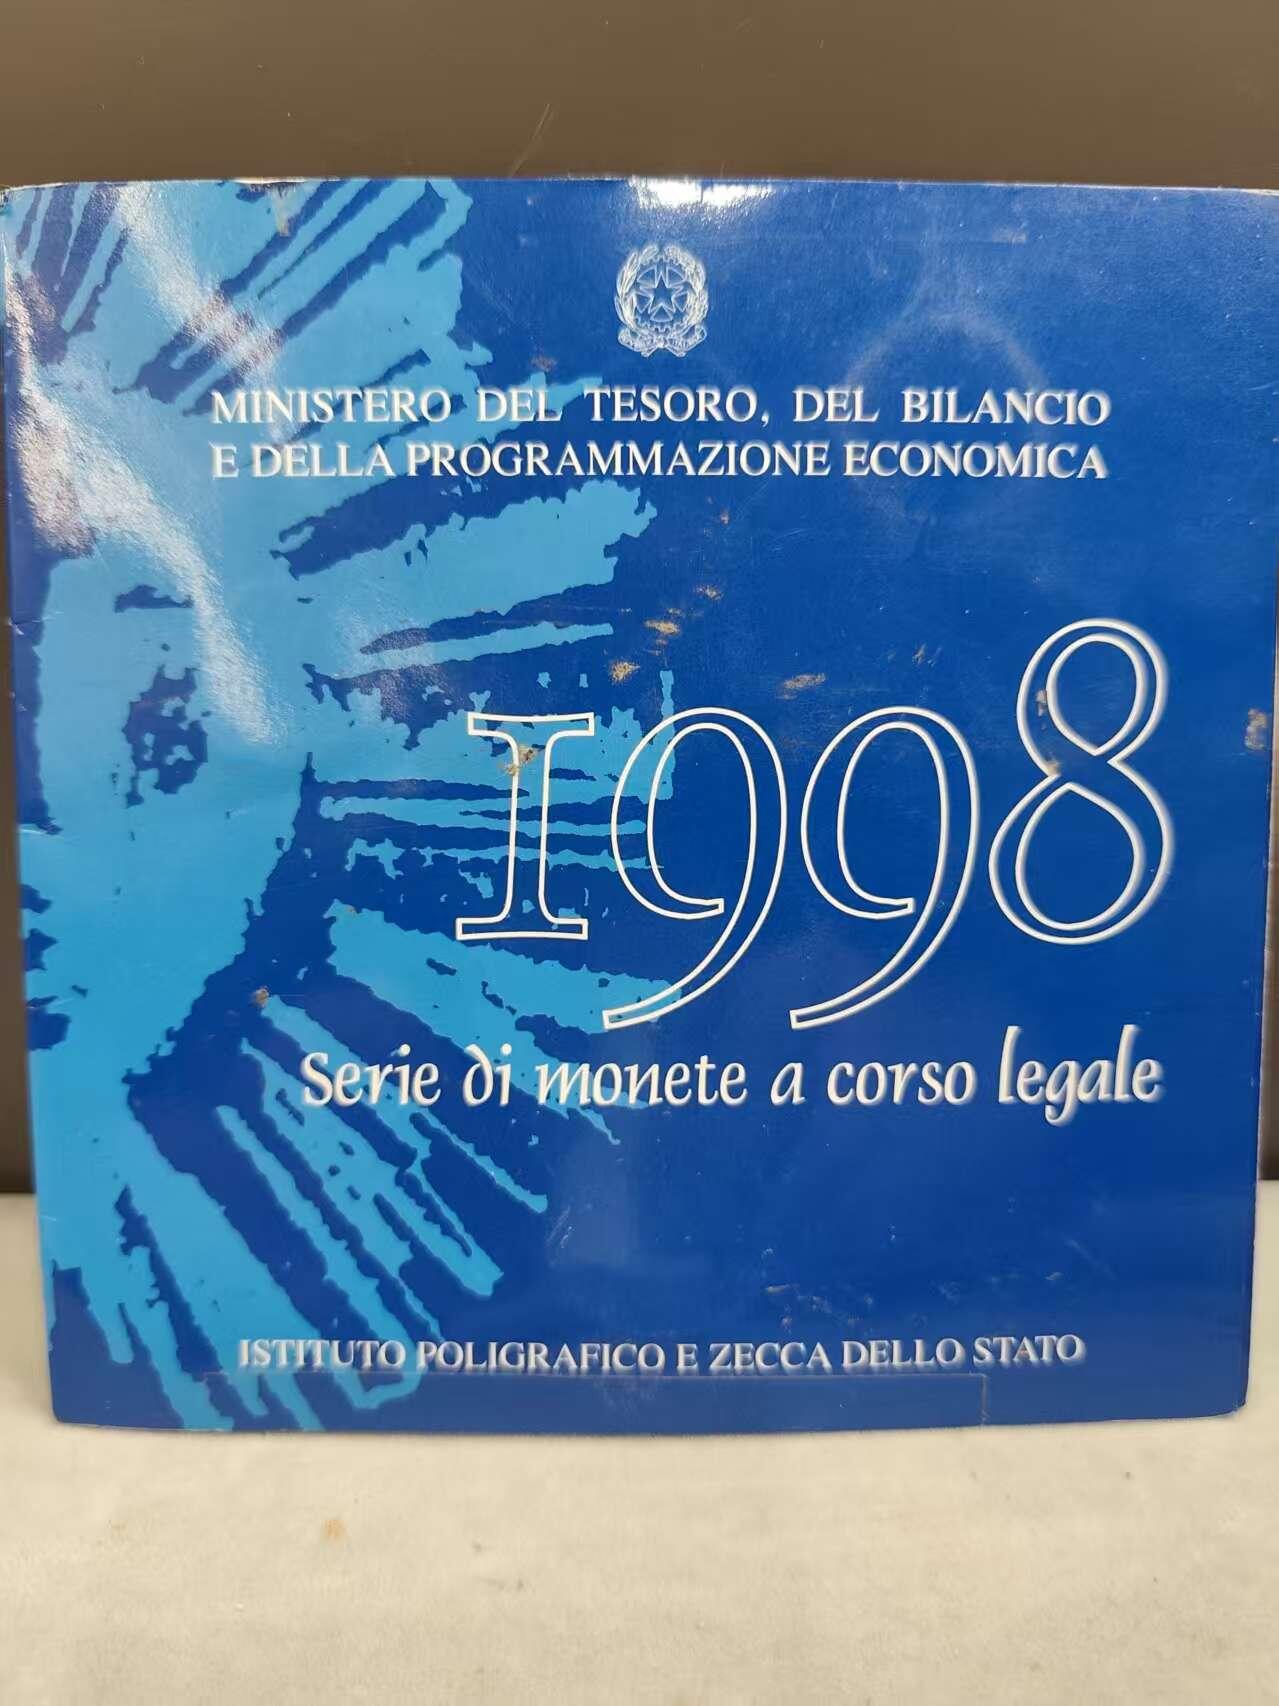 MINISTERO DEL TESORO, DEL BILANCIO
E DELLA PROGRAMMAZIONE ECONOMICA
1998
Serie di monete a corso legale
ISTITUTO POLIGRAFICO E ZECCA DELLO STATO